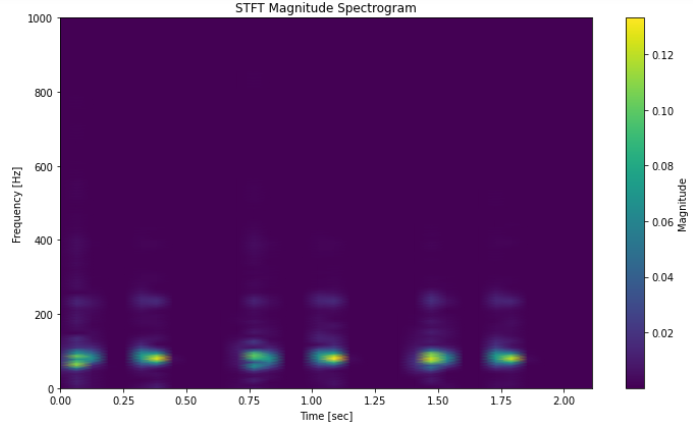 STFT Magnitude Spectrogram
1000
800
600
400
200
0
Frequency [Hz]
0.00 0.25 0.50 0.75 1.00 1.25 1.50 1.75 2.00
Time [sec]
0.12
0.10
0.08
0.06
0.04
0.02
Magnitude